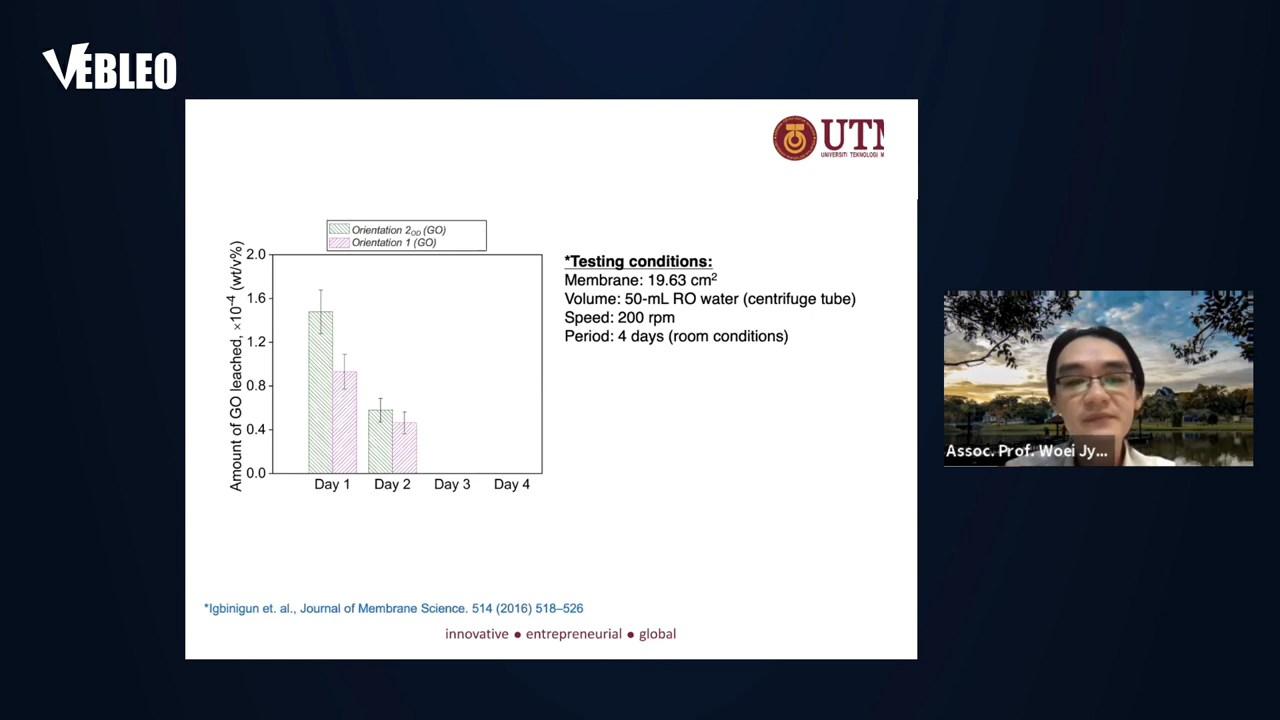 VEBLEO
UTM
UNIVERSITI TEKNOLOGI M
Orientation 2OD (GO)
Orientation 1 (GO)
Amount of GO leached, ×10-4 (wt/v%)
2.0
1.6
1.2
0.8
0.4
0.0
Day 1 Day 2 Day 3 Day 4
*Testing conditions:
Membrane: 19.63 cm2
Volume: 50-mL RO water (centrifuge tube)
Speed: 200 rpm
Period: 4 days (room conditions)
Assoc. Prof. Woei Jy...
*Igbinigun et. al., Journal of Membrane Science. 514 (2016) 518–526
innovative ● entrepreneurial ● global